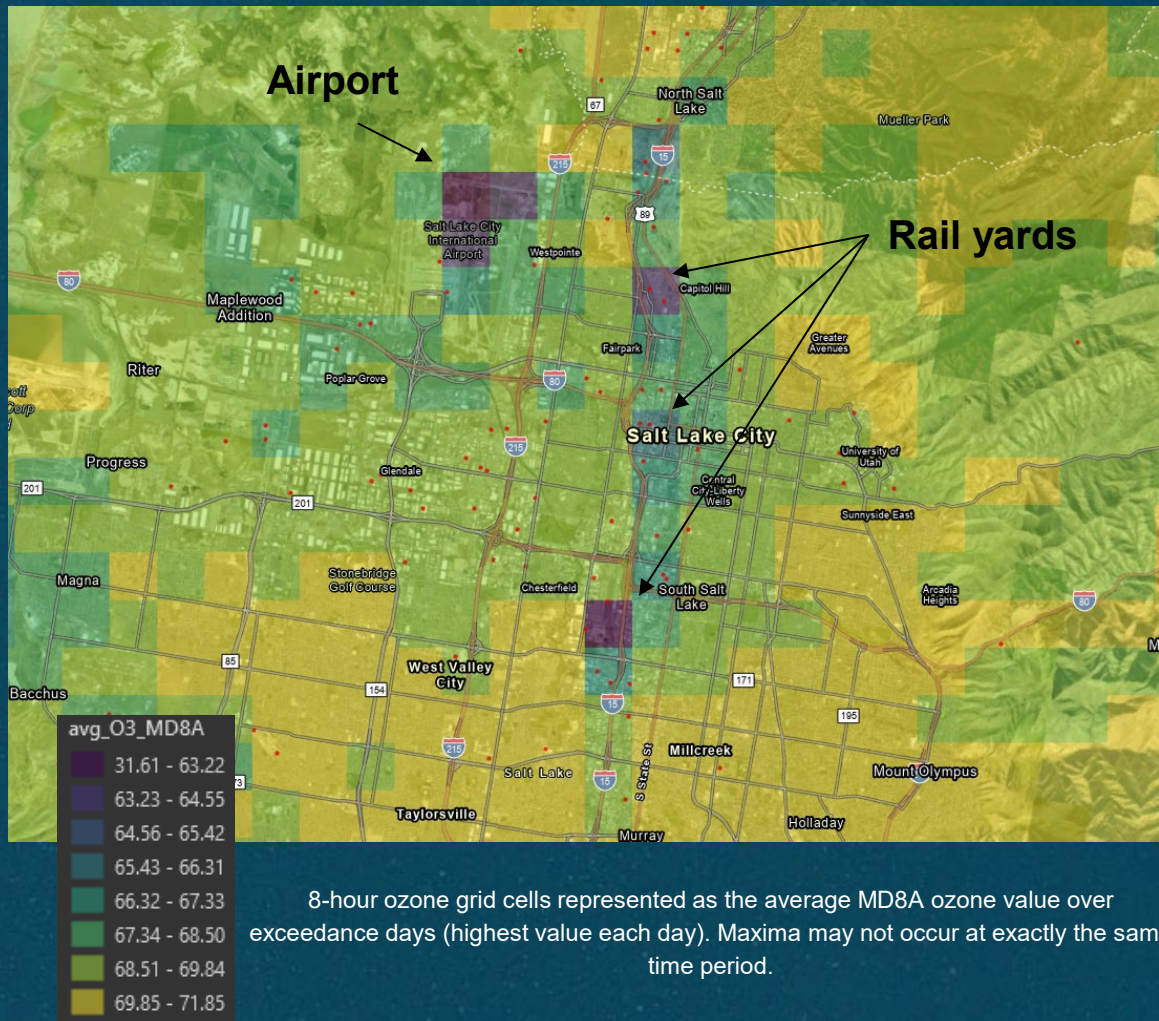 Airport
67
North Salt
Lake
Mueller Park
215
15
Salt Lake City
International
Airport
89
Rail yards
Westpointe
80
Capitol Hill
Maplewood
Addition
Greater
Avenues
Fairpark
Riter
Poplar Grove
80
Corp
Salt Lake City
215
University of
Utah
Progress
Glendale
201
201
Central
City-Liberty
Wells
Sunnyside East
Magna
Stonebridge
Golf Course
Chesterfield
South Salt
Lake
Arcadia
Heights
80
M
85
West Valley
City
171
154
Bacchus
15
195
avg_O3_MD8A
215
Millcreek
31.61 - 63.22
73
Salt Lake
15
S State St
Mount Olympus
63.23 - 64.55
Taylorsville
Holladay
64.56 - 65.42
Murray
65.43 - 66.31
66.32 - 67.33
67.34 - 68.50
68.51 - 69.84
69.85 - 71.85
8-hour ozone grid cells represented as the average MD8A ozone value over
exceedance days (highest value each day). Maxima may not occur at exactly the sam
time period.